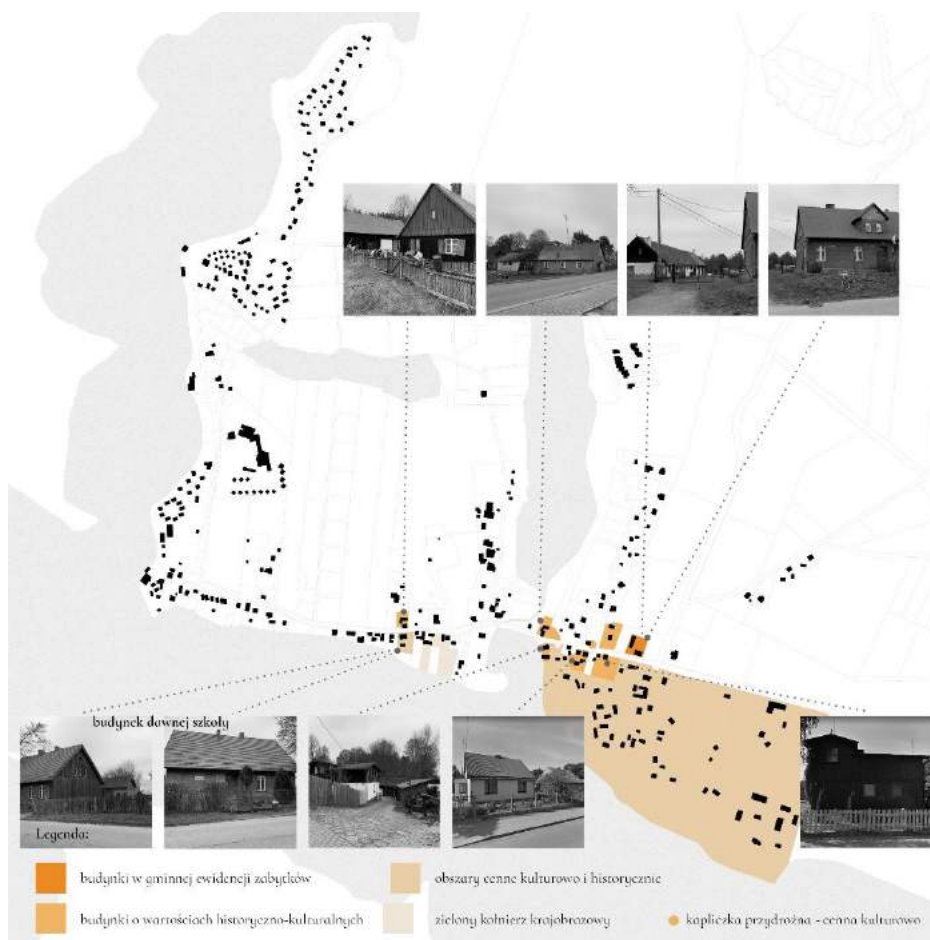 budynek dawnej szkoły
Legenda:
budynki w gminnej ewidencji zabytków
obszary cenne kulturowo i historycznie
budynki o wartościach historyczno-kulturalnych
zielony kołnierz krajobrazowy
kapliczka przydrożna - cenna kulturowo